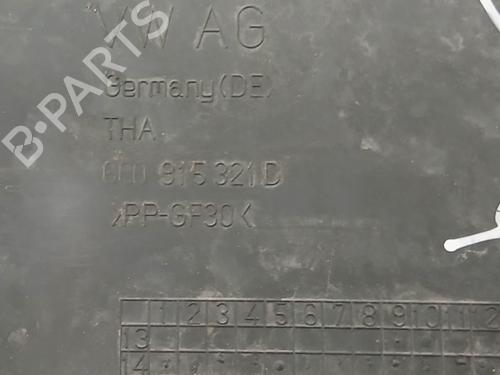 VW AG
Germany(DE)
THA
6R0 915 321 D
>PP-GF30<
1 2 3 4 5 6 7 8 9 10 11 12
13
14
B-PARTS